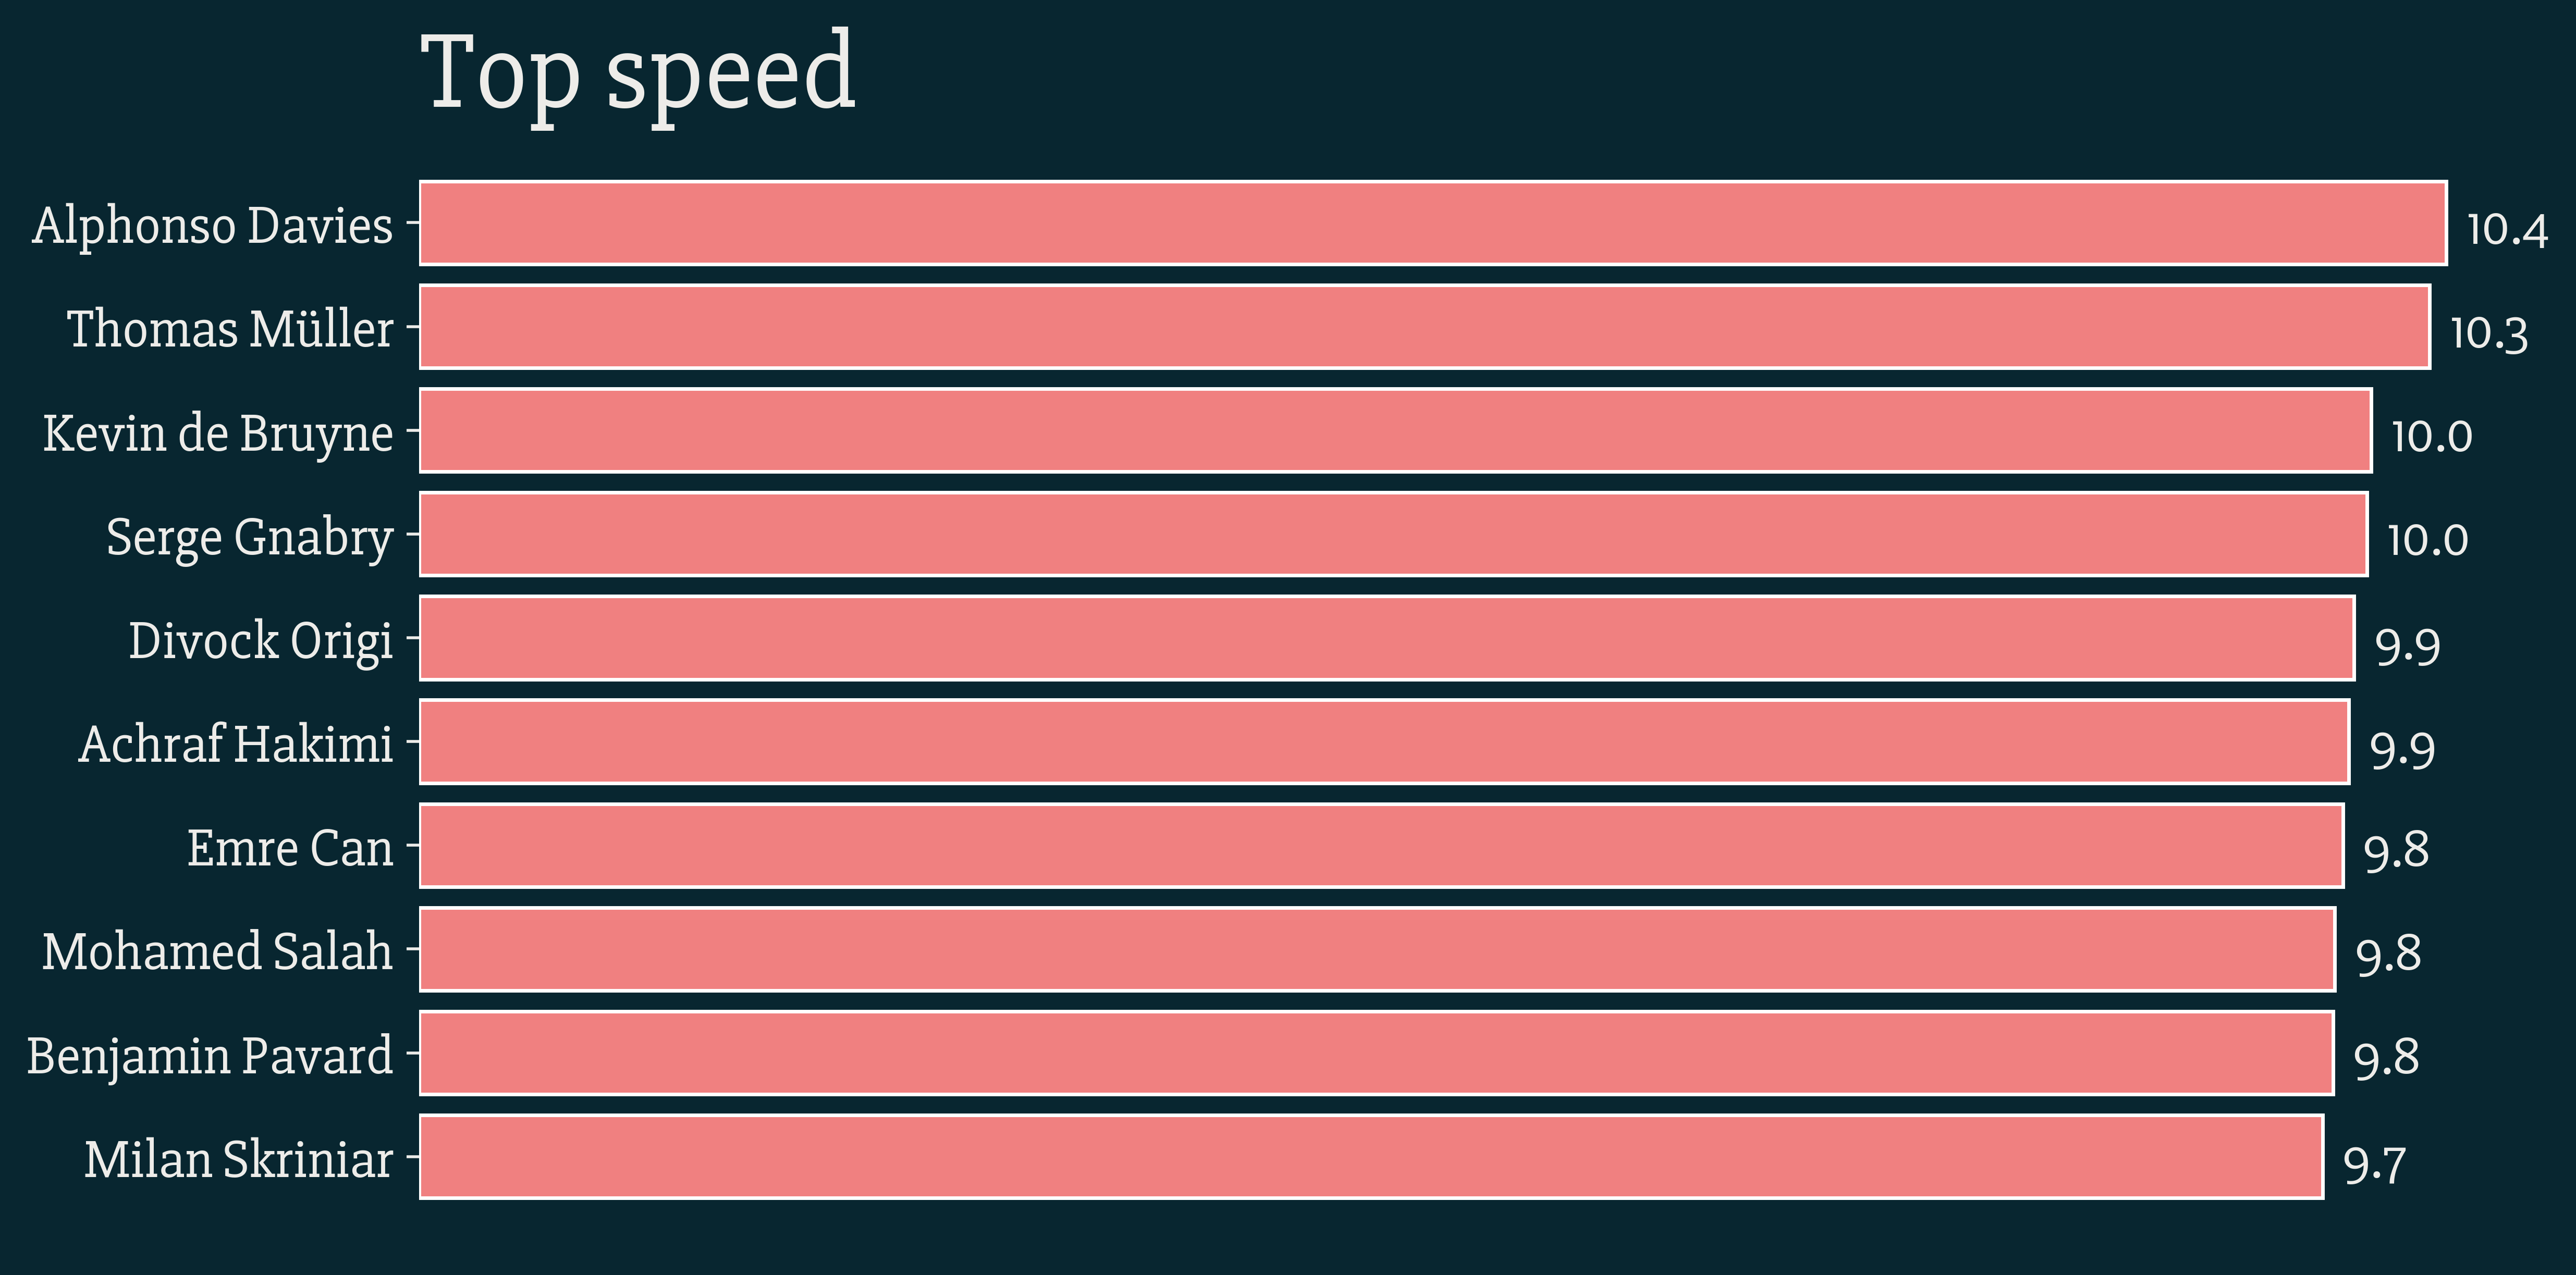 Top speed
Alphonso Davies 10.4
Thomas Müller 10.3
Kevin de Bruyne 10.0
Serge Gnabry 10.0
Divock Origi 9.9
Achraf Hakimi 9.9
Emre Can 9.8
Mohamed Salah 9.8
Benjamin Pavard 9.8
Milan Skriniar 9.7